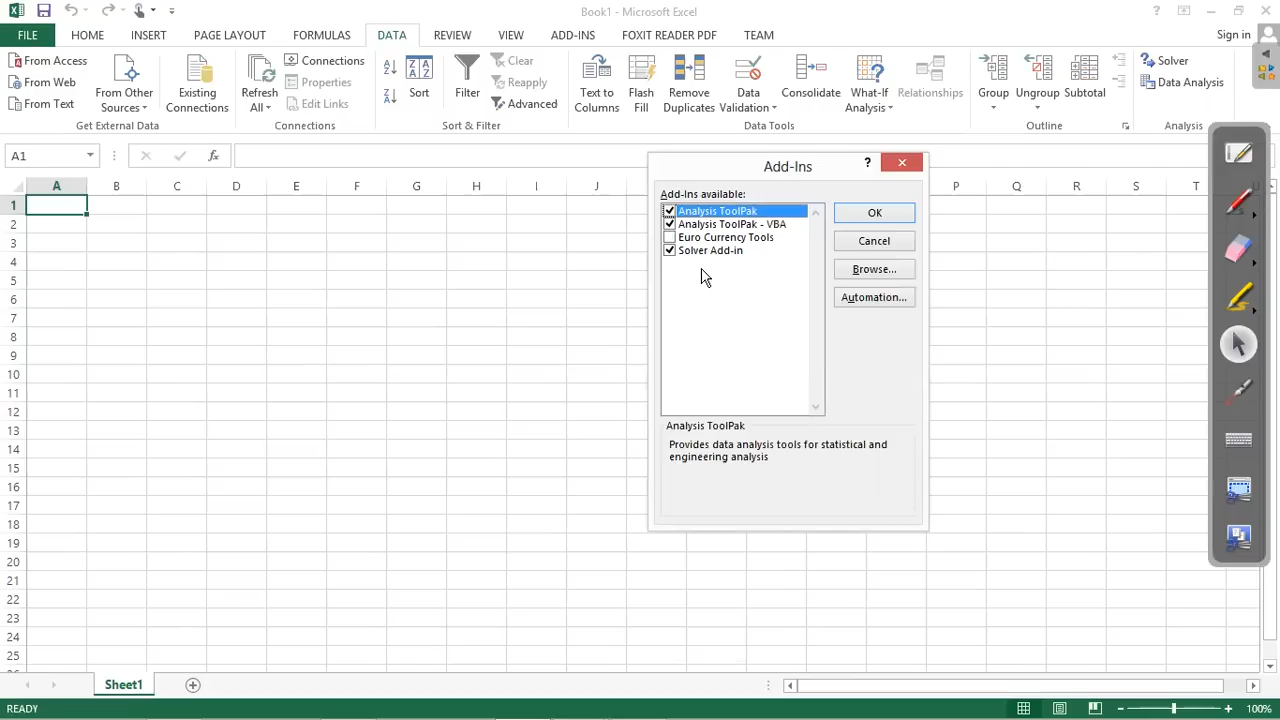 Book1 - Microsoft Excel
FILE HOME INSERT PAGE LAYOUT FORMULAS DATA REVIEW VIEW ADD-INS FOXIT READER PDF TEAM Sign in
From Access
From Web
From Text
From Other Sources
Existing Connections
Get External Data
Refresh All
Connections
Properties
Edit Links
Connections
Sort
Filter
Clear
Reapply
Advanced
Sort & Filter
Text to Columns
Flash Fill
Remove Duplicates
Data Validation
Consolidate
What-If Analysis
Relationships
Data Tools
Group
Ungroup
Subtotal
Outline
Solver
Data Analysis
Analysis
A1
fx
A B C D E F G H I J P Q R S T
1
2
3
4
5
6
7
8
9
10
11
12
13
14
15
16
17
18
19
20
21
22
23
24
25
Add-Ins
?
Add-Ins available:
Analysis ToolPak
Analysis ToolPak - VBA
Euro Currency Tools
Solver Add-in
OK
Cancel
Browse...
Automation...
Analysis ToolPak
Provides data analysis tools for statistical and
engineering analysis
Sheet1
READY
100%